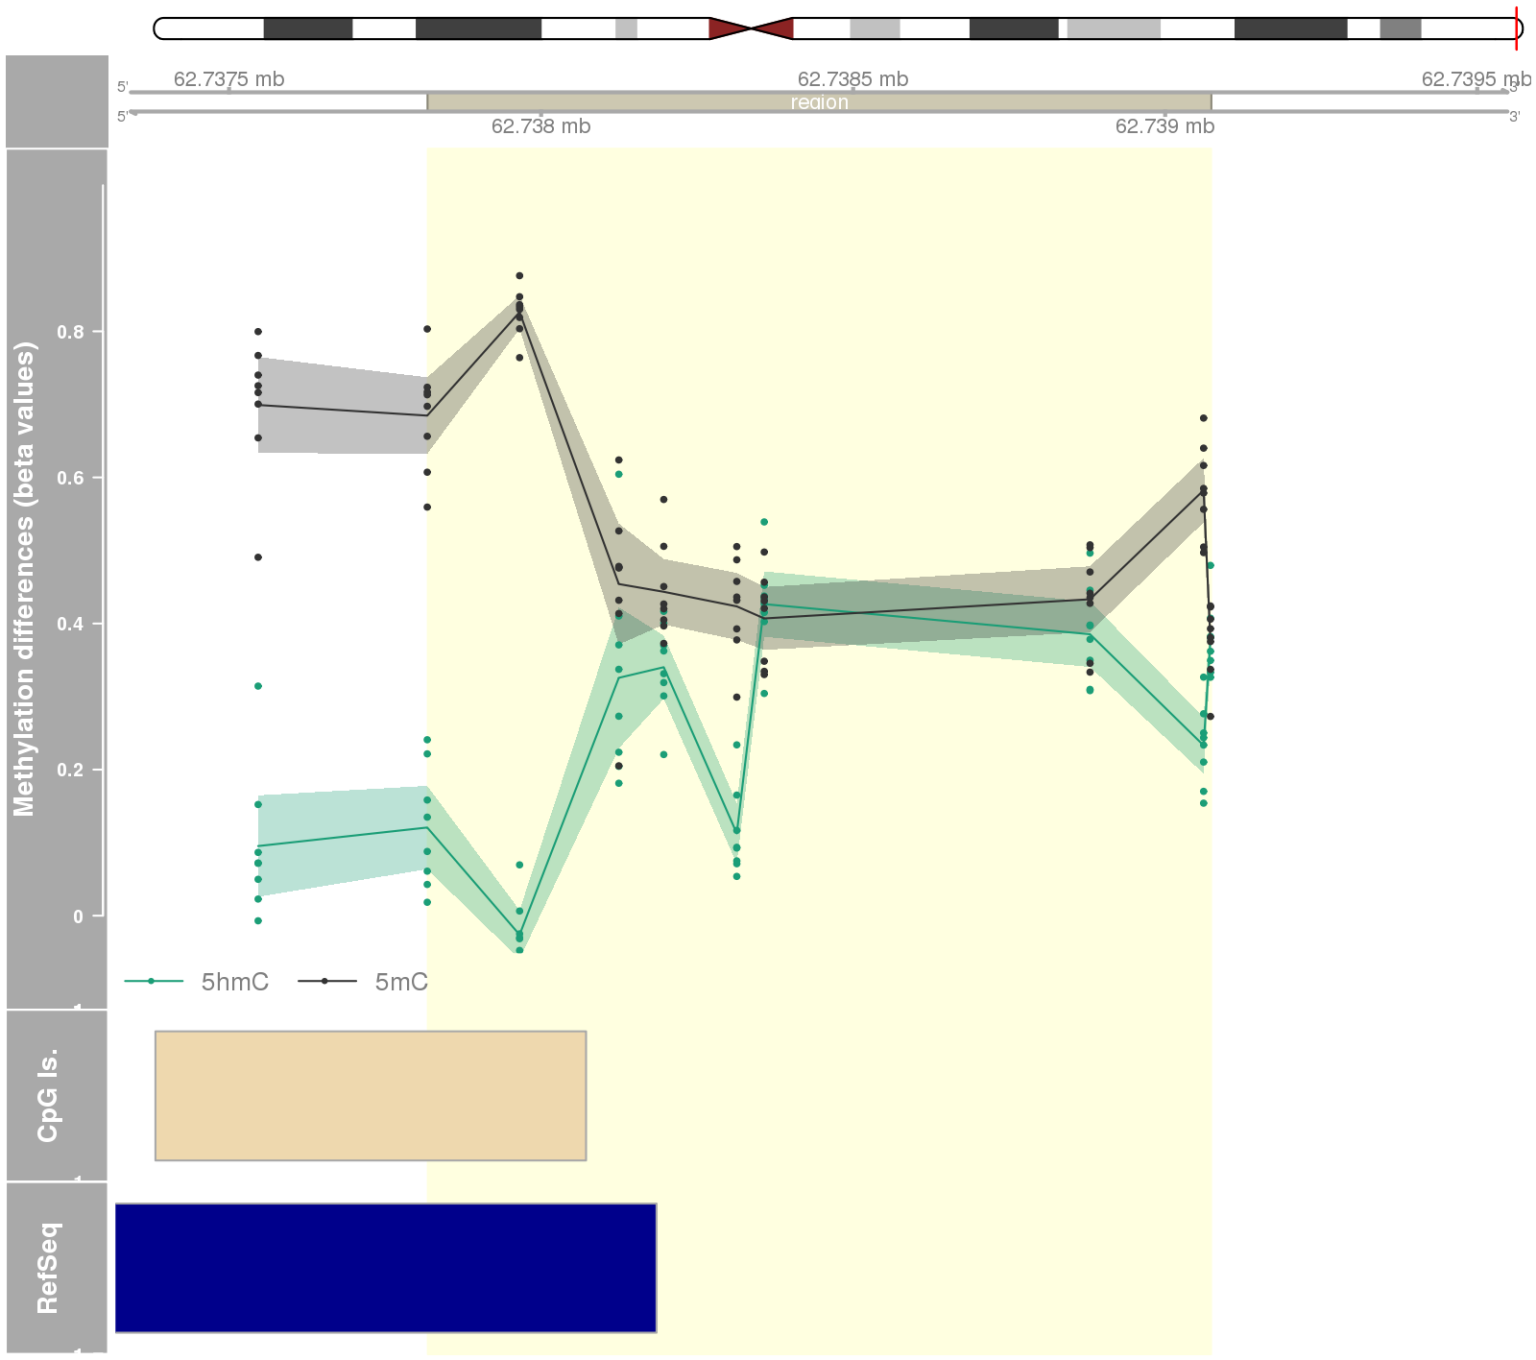 62.7375 mb
62.7385 mb
62.7395 mb
5'
3'
region
5'
3'
62.738 mb
62.739 mb
Methylation differences (beta values)
0.8
0.6
0.4
0.2
0
5hmC
5mC
CpG Is.
RefSeq